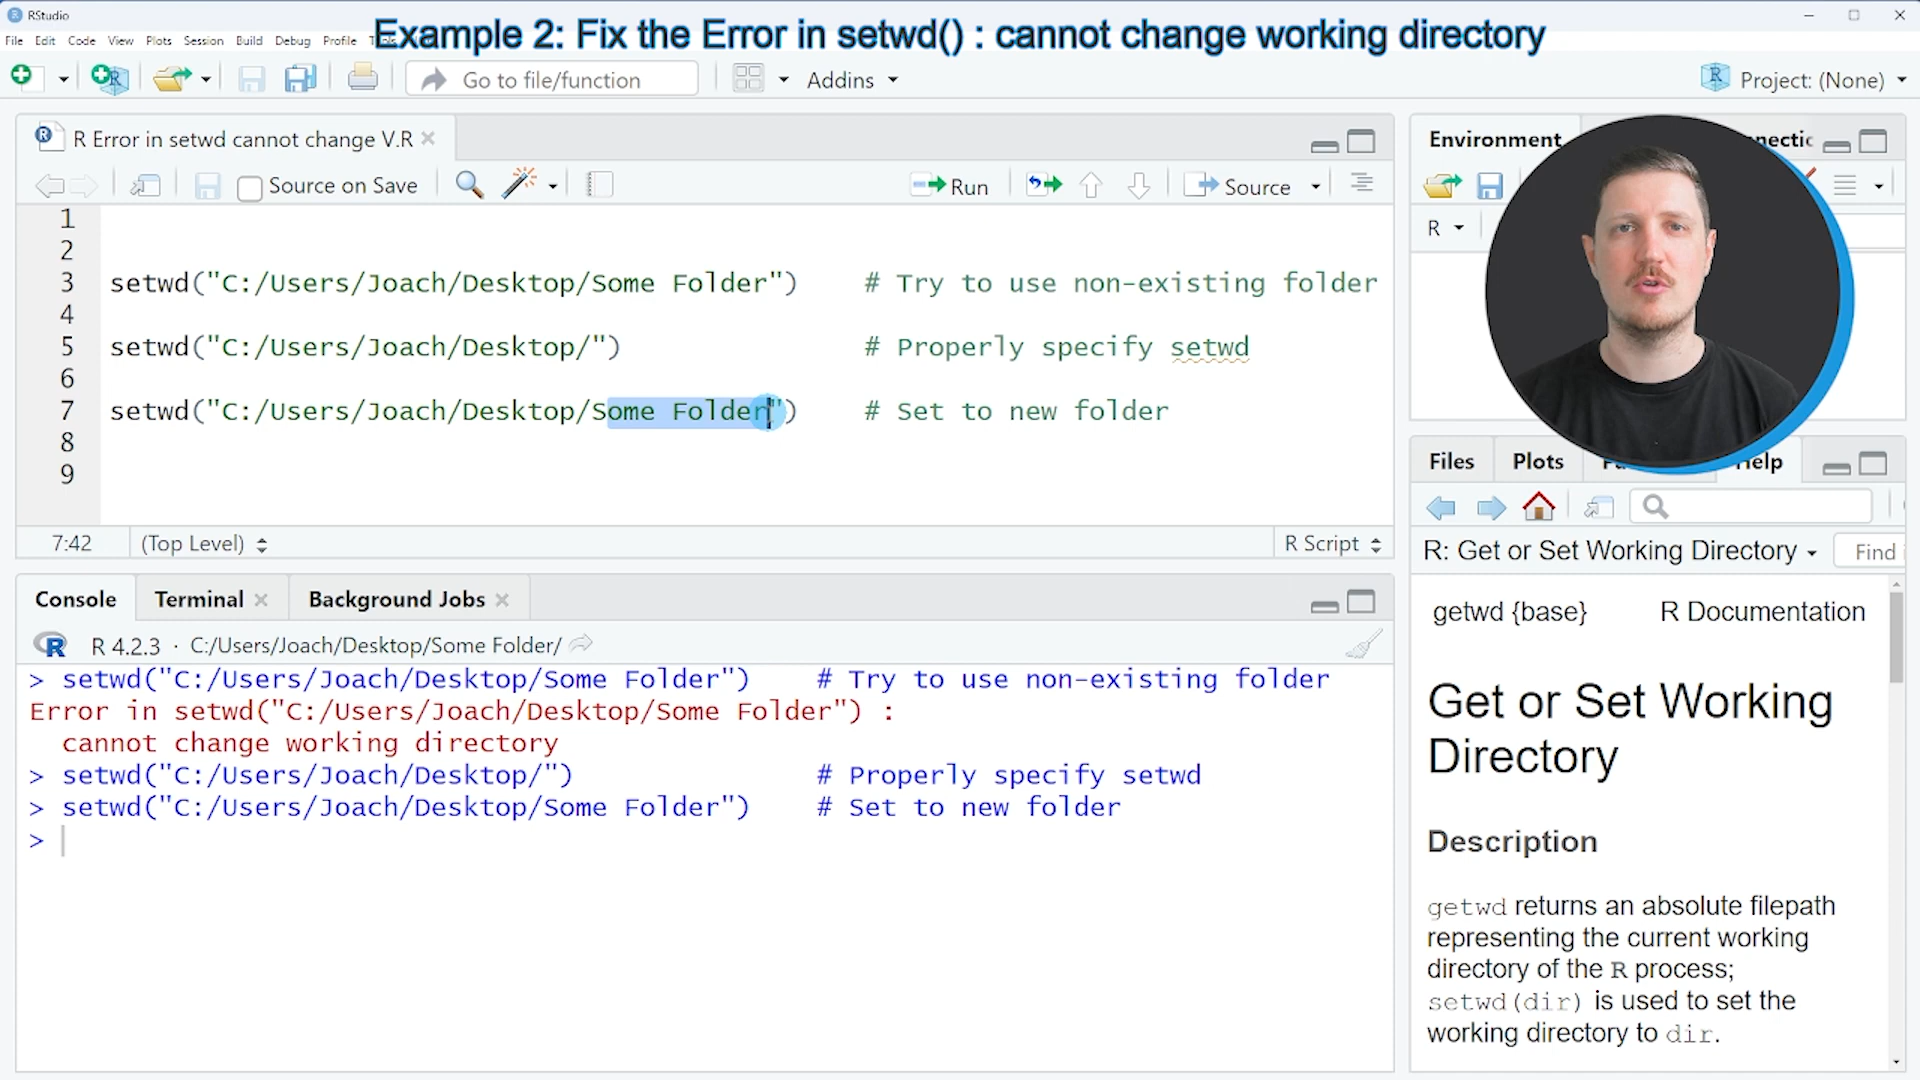 RStudio
File Edit Code View Plots Session Build Debug Profile
Example 2: Fix the Error in setwd() : cannot change working directory
Go to file/function
Addins
Project: (None)
R Error in setwd cannot change V.R
Source on Save
Run
Source
1
2
3 setwd("C:/Users/Joach/Desktop/Some Folder") # Try to use non-existing folder
4
5 setwd("C:/Users/Joach/Desktop/") # Properly specify setwd
6
7 setwd("C:/Users/Joach/Desktop/Some Folder") # Set to new folder
8
9
7:42 (Top Level) R Script
Console Terminal Background Jobs
R 4.2.3 · C:/Users/Joach/Desktop/Some Folder/
> setwd("C:/Users/Joach/Desktop/Some Folder") # Try to use non-existing folder
Error in setwd("C:/Users/Joach/Desktop/Some Folder") :
cannot change working directory
> setwd("C:/Users/Joach/Desktop/") # Properly specify setwd
> setwd("C:/Users/Joach/Desktop/Some Folder") # Set to new folder
>
Environment
R
Files Plots Help
R: Get or Set Working Directory Find
getwd {base} R Documentation
Get or Set Working
Directory
Description
getwd returns an absolute filepath
representing the current working
directory of the R process;
setwd(dir) is used to set the
working directory to dir.